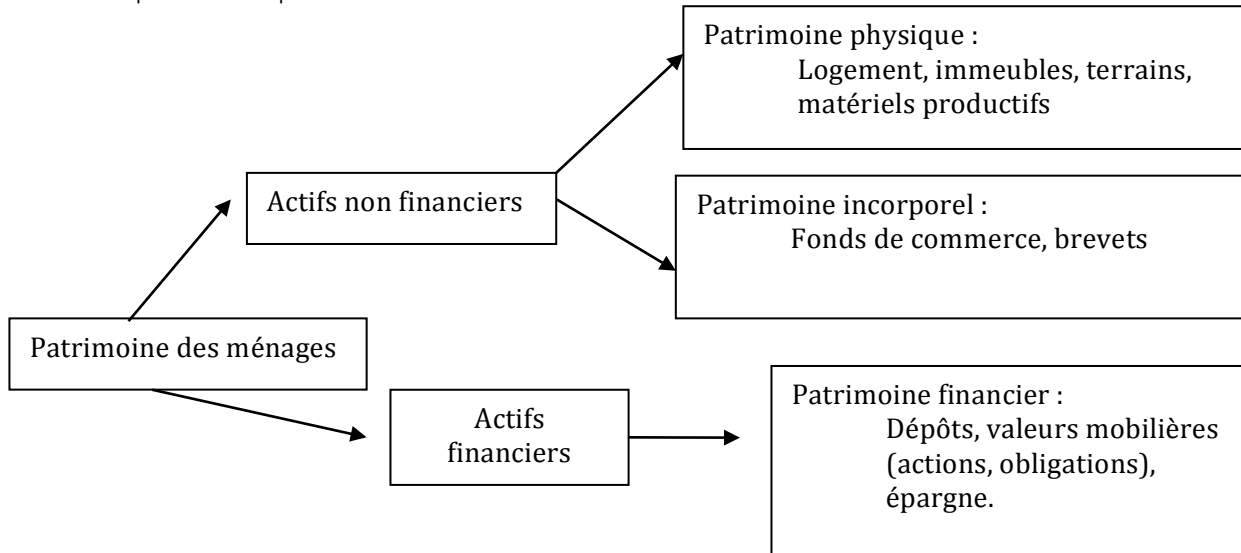 Patrimoine physique :
Logement, immeubles, terrains,
matériels productifs
Actifs non financiers
Patrimoine incorporel :
Fonds de commerce, brevets
Patrimoine des ménages
Actifs
financiers
Patrimoine financier :
Dépôts, valeurs mobilières
(actions, obligations),
épargne.